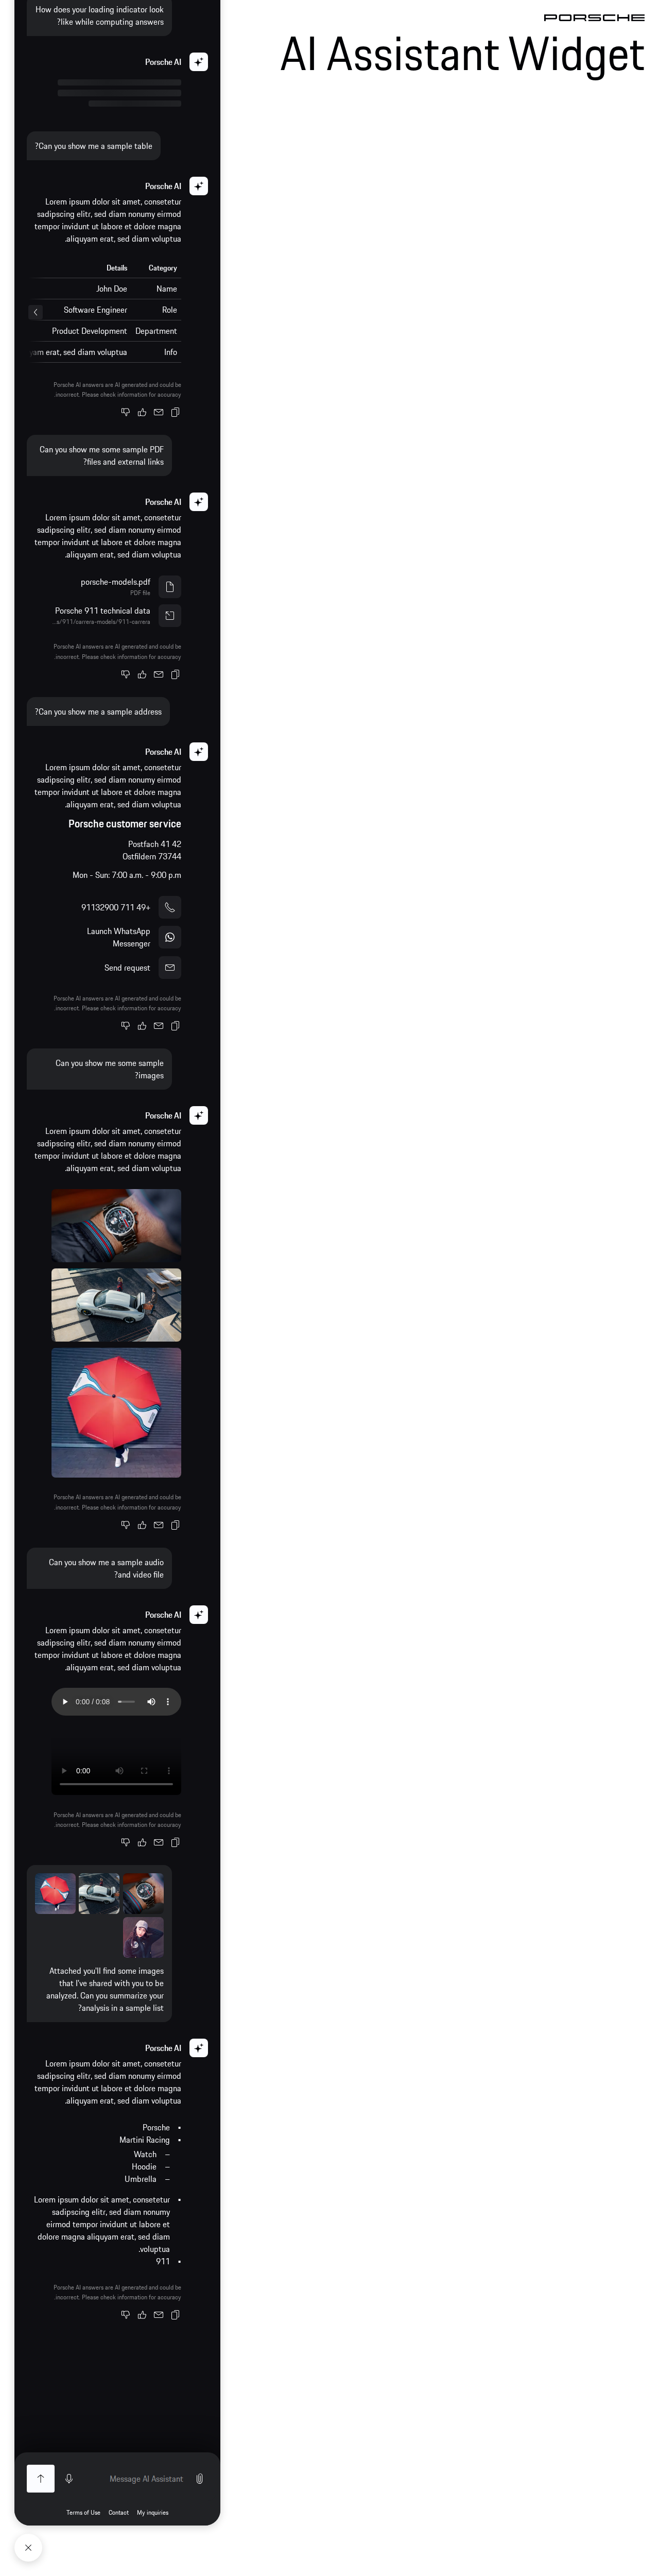 PORSCHE
AI Assistant Widget
How does your loading indicator look
?like while computing answers
Porsche AI
?Can you show me a sample table
Porsche AI
Lorem ipsum dolor sit amet, consetetur
sadipscing elitr, sed diam nonumy eirmod
tempor invidunt ut labore et dolore magna
.aliquyam erat, sed diam voluptua
Details Category
John Doe Name
Software Engineer Role
Product Development Department
yam erat, sed diam voluptua Info
Porsche AI answers are AI generated and could be
.incorrect. Please check information for accuracy
Can you show me some sample PDF
?files and external links
Porsche AI
Lorem ipsum dolor sit amet, consetetur
sadipscing elitr, sed diam nonumy eirmod
tempor invidunt ut labore et dolore magna
.aliquyam erat, sed diam voluptua
porsche-models.pdf
PDF file
Porsche 911 technical data
...a/911/carrera-models/911-carrera
Porsche AI answers are AI generated and could be
.incorrect. Please check information for accuracy
?Can you show me a sample address
Porsche AI
Lorem ipsum dolor sit amet, consetetur
sadipscing elitr, sed diam nonumy eirmod
tempor invidunt ut labore et dolore magna
.aliquyam erat, sed diam voluptua
Porsche customer service
Postfach 41 42
Ostfildern 73744
Mon - Sun: 7:00 a.m. - 9:00 p.m
91132900 711 49+
Launch WhatsApp
Messenger
Send request
Porsche AI answers are AI generated and could be
.incorrect. Please check information for accuracy
Can you show me some sample
?images
Porsche AI
Lorem ipsum dolor sit amet, consetetur
sadipscing elitr, sed diam nonumy eirmod
tempor invidunt ut labore et dolore magna
.aliquyam erat, sed diam voluptua
Porsche AI answers are AI generated and could be
.incorrect. Please check information for accuracy
Can you show me a sample audio
?and video file
Porsche AI
Lorem ipsum dolor sit amet, consetetur
sadipscing elitr, sed diam nonumy eirmod
tempor invidunt ut labore et dolore magna
.aliquyam erat, sed diam voluptua
0:00 / 0:08
0:00
Porsche AI answers are AI generated and could be
.incorrect. Please check information for accuracy
Attached you'll find some images
that I've shared with you to be
analyzed. Can you summarize your
?analysis in a sample list
Porsche AI
Lorem ipsum dolor sit amet, consetetur
sadipscing elitr, sed diam nonumy eirmod
tempor invidunt ut labore et dolore magna
.aliquyam erat, sed diam voluptua
Porsche •
Martini Racing •
Watch –
Hoodie –
Umbrella –
Lorem ipsum dolor sit amet, consetetur •
sadipscing elitr, sed diam nonumy
eirmod tempor invidunt ut labore et
dolore magna aliquyam erat, sed diam
.voluptua
911 •
Porsche AI answers are AI generated and could be
.incorrect. Please check information for accuracy
Message AI Assistant
Terms of Use Contact My inquiries